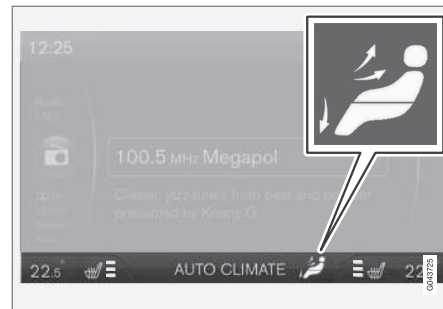 12:25
Radio
100.5 MHz Megapol
Classic jazz tunes from past and present
presented by Kenny G
22.5° AUTO CLIMATE 22
G043725